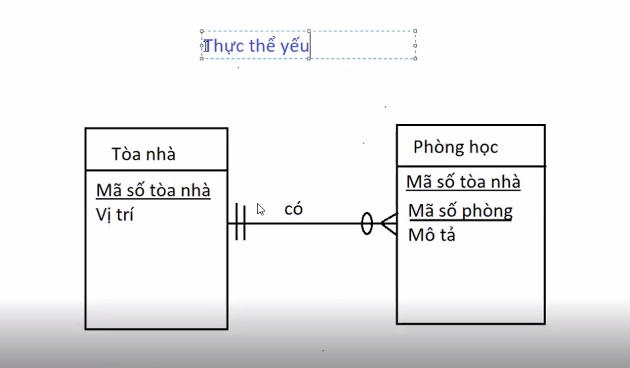 Thực thể yếu
Tòa nhà
Mã số tòa nhà
Vị trí
có
Phòng học
Mã số tòa nhà
Mã số phòng
Mô tả